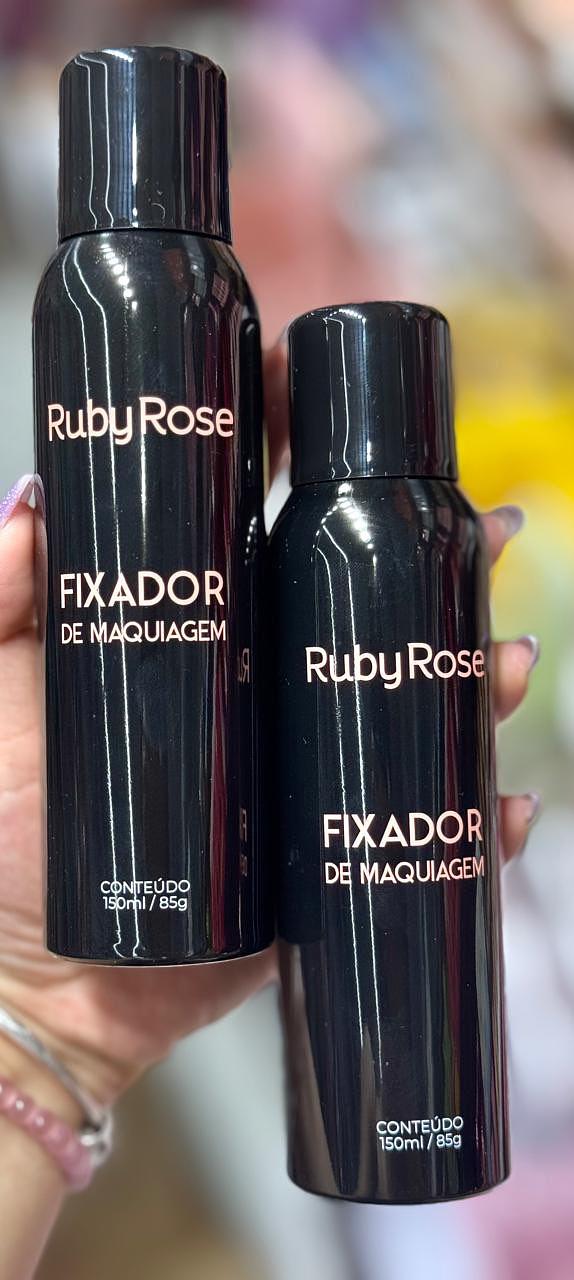 Ruby Rose
FIXADOR
DE MAQUIAGEM
CONTEÚDO
150ml / 85g
Ruby Rose
FIXADOR
DE MAQUIAGEM
CONTEÚDO
150ml / 85g